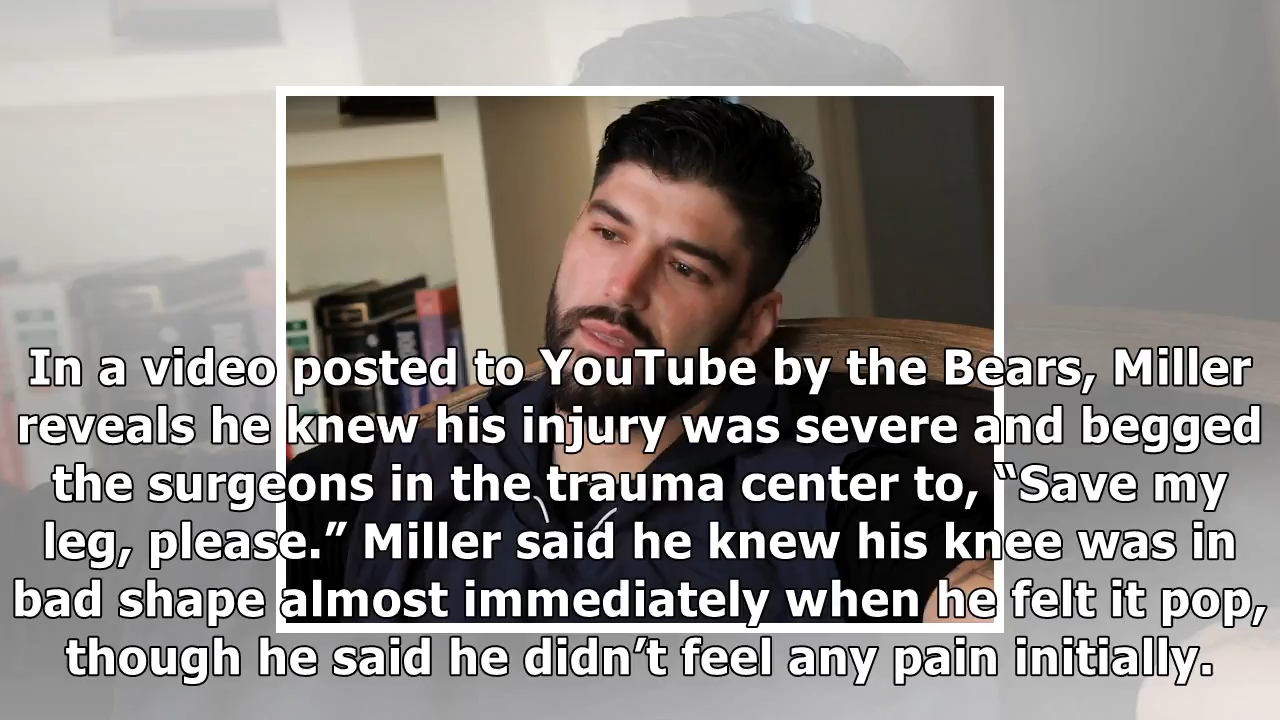 In a video posted to YouTube by the Bears, Miller
reveals he knew his injury was severe and begged
the surgeons in the trauma center to, “Save my
leg, please.” Miller said he knew his knee was in
bad shape almost immediately when he felt it pop,
though he said he didn’t feel any pain initially.